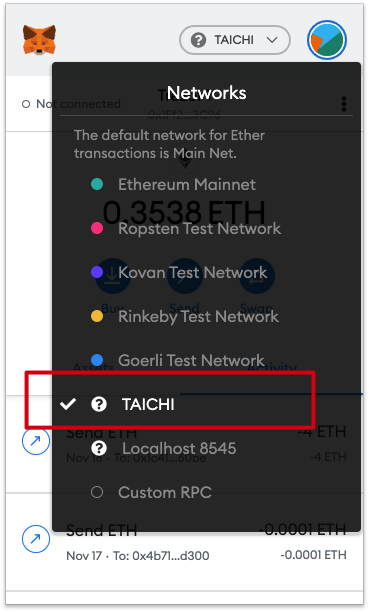 TAICHI
Not connected
Networks
The default network for Ether
transactions is Main Net.
Ethereum Mainnet
0.3538 ETH
Ropsten Test Network
Kovan Test Network
Buy
Send
Swap
Rinkeby Test Network
Goerli Test Network
Assets
Activity
TAICHI
Send ETH
-4 ETH
-4 ETH
Localhost 8545
Custom RPC
Send ETH
-0.0001 ETH
Nov 17 · To: 0x4b71...d300
-0.0001 ETH